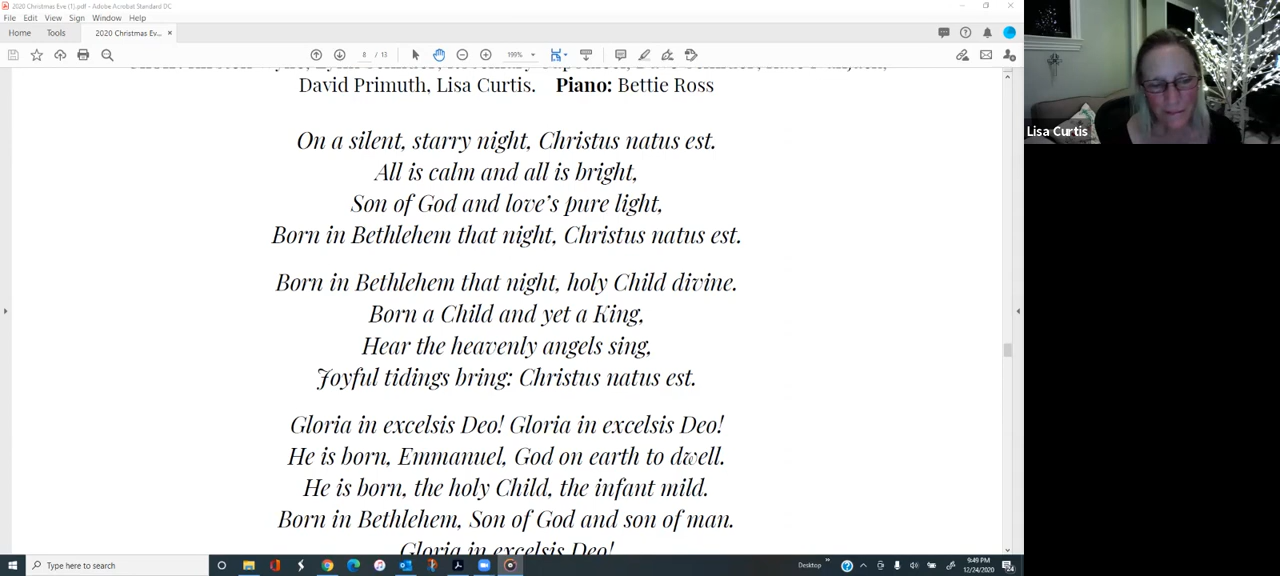 2020 Christmas Eve (1).pdf - Adobe Acrobat Standard DC
File Edit View Sign Window Help
Home Tools 2020 Christmas Ev... ×
8 / 13 199%
David Primuth, Lisa Curtis. Piano: Bettie Ross
On a silent, starry night, Christus natus est.
All is calm and all is bright,
Son of God and love's pure light,
Born in Bethlehem that night, Christus natus est.
Born in Bethlehem that night, holy Child divine.
Born a Child and yet a King,
Hear the heavenly angels sing,
Joyful tidings bring: Christus natus est.
Gloria in excelsis Deo! Gloria in excelsis Deo!
He is born, Emmanuel, God on earth to dwell.
He is born, the holy Child, the infant mild.
Born in Bethlehem, Son of God and son of man.
Gloria in excelsis Deo!
Lisa Curtis
Type here to search
Desktop
9:49 PM
12/24/2020
24